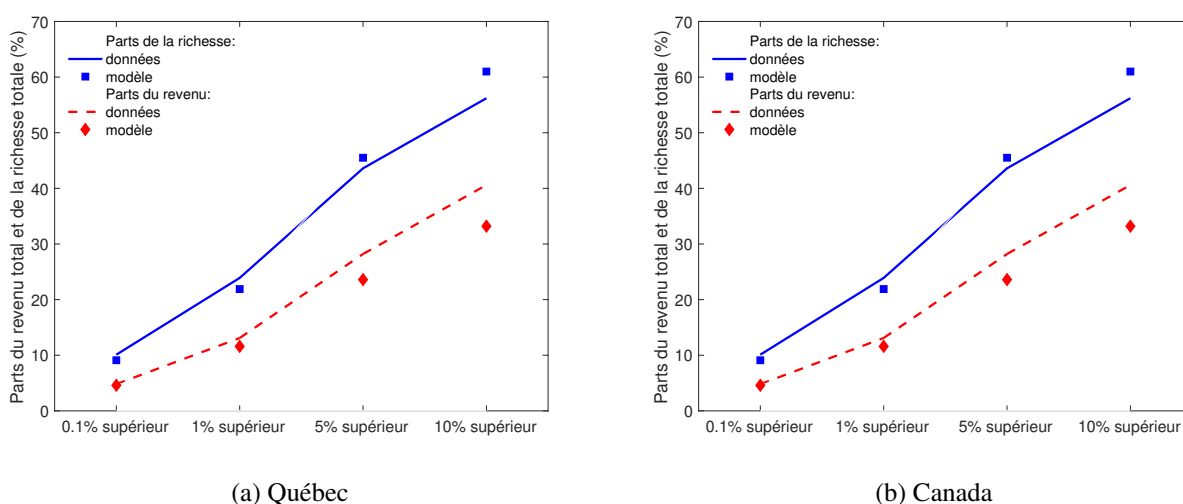 Parts du revenu total et de la richesse totale (%)
70
60
50
40
30
20
10
0
Parts de la richesse:
données
modèle
Parts du revenu:
données
modèle
0.1% supérieur 1% supérieur 5% supérieur 10% supérieur
(a) Québec
Parts du revenu total et de la richesse totale (%)
70
60
50
40
30
20
10
0
Parts de la richesse:
données
modèle
Parts du revenu:
données
modèle
0.1% supérieur 1% supérieur 5% supérieur 10% supérieur
(b) Canada